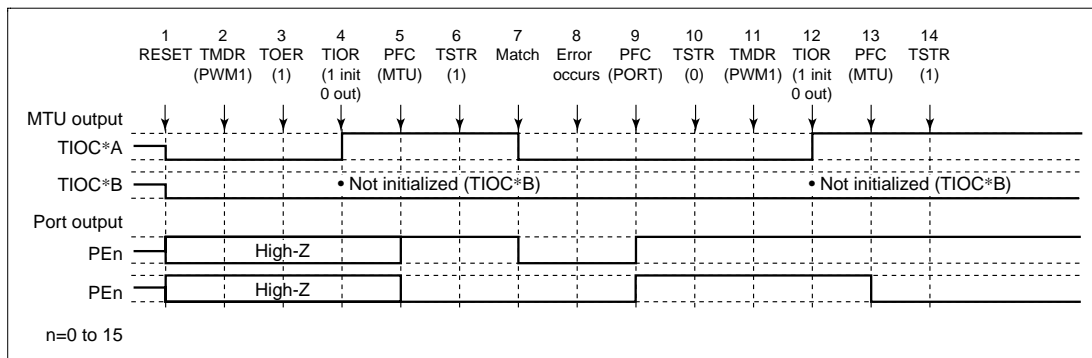 1 2 3 4 5 6 7 8 9 10 11 12 13 14
RESET TMDR TOER TIOR PFC TSTR Match Error PFC TSTR TMDR TIOR PFC TSTR
(PWM1) (1) (1 init (MTU) (1) occurs (PORT) (0) (PWM1) (1 init (MTU) (1)
0 out) 0 out)
MTU output
TIOC*A
TIOC*B • Not initialized (TIOC*B) • Not initialized (TIOC*B)
Port output
PEn High-Z
PEn High-Z
n=0 to 15